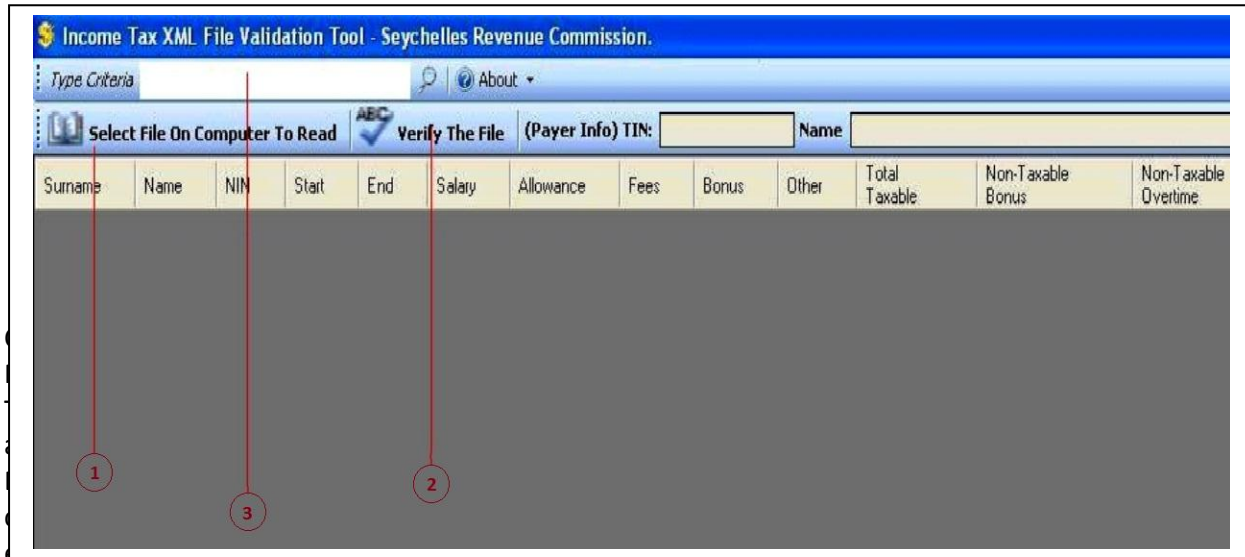 Income Tax XML File Validation Tool - Seychelles Revenue Commission.
Type Criteria About
Select File On Computer To Read ABC Verify The File (Payer Info) TIN: Name
Surname Name NIN Start End Salary Allowance Fees Bonus Other Total Taxable Non-Taxable Bonus Non-Taxable Overtime
1
2
3